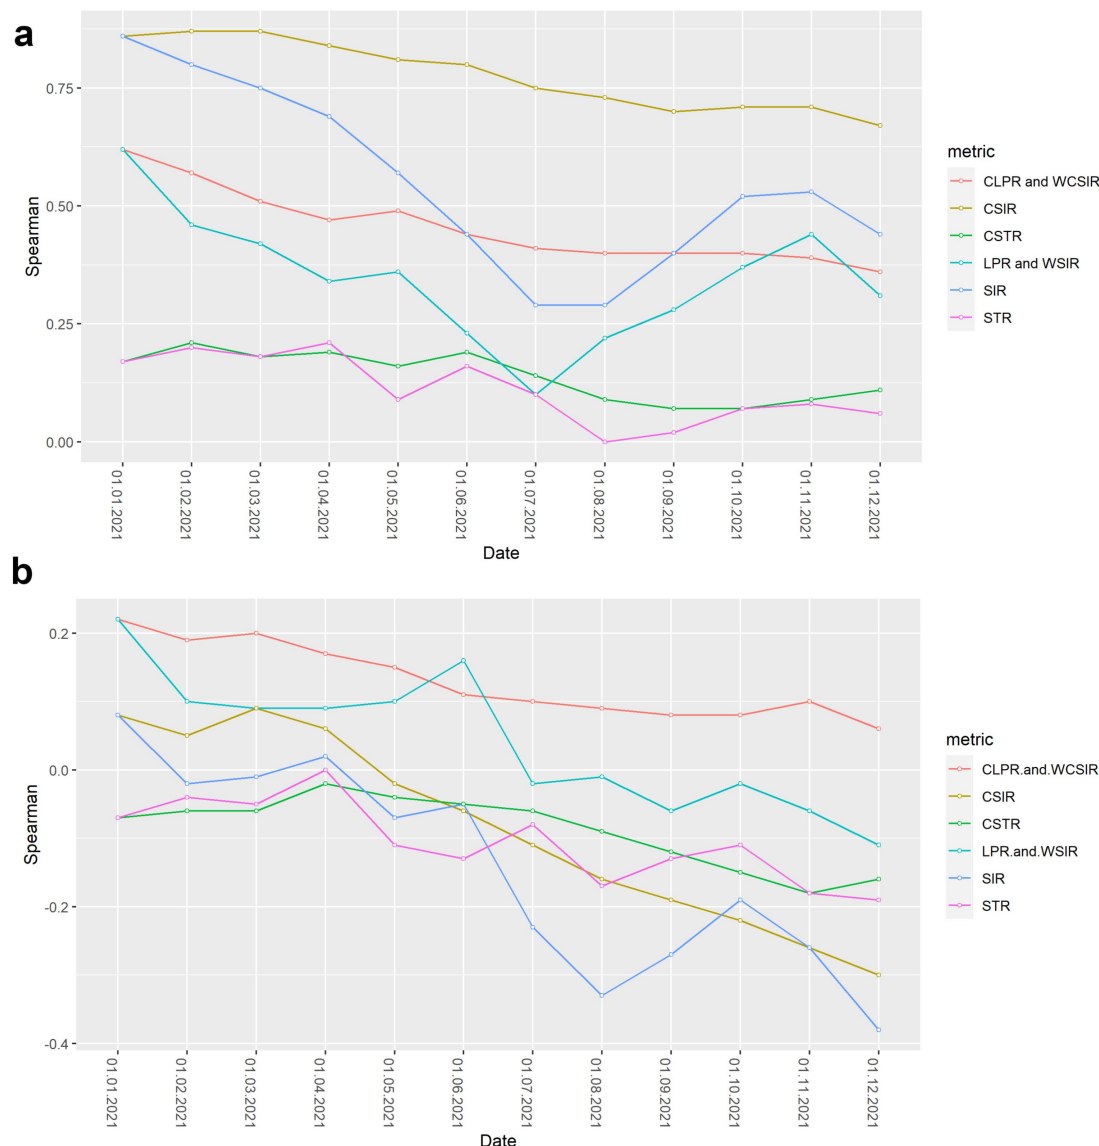 a
0.75
0.50
0.25
0.00
Spearman
01.01.2021
01.02.2021
01.03.2021
01.04.2021
01.05.2021
01.06.2021
01.07.2021
01.08.2021
01.09.2021
01.10.2021
01.11.2021
01.12.2021
Date
metric
CLPR and WCSIR
CSIR
CSTR
LPR and WSIR
SIR
STR
b
0.2
0.0
-0.2
-0.4
Spearman
01.01.2021
01.02.2021
01.03.2021
01.04.2021
01.05.2021
01.06.2021
01.07.2021
01.08.2021
01.09.2021
01.10.2021
01.11.2021
01.12.2021
Date
metric
CLPR.and.WCSIR
CSIR
CSTR
LPR.and.WSIR
SIR
STR